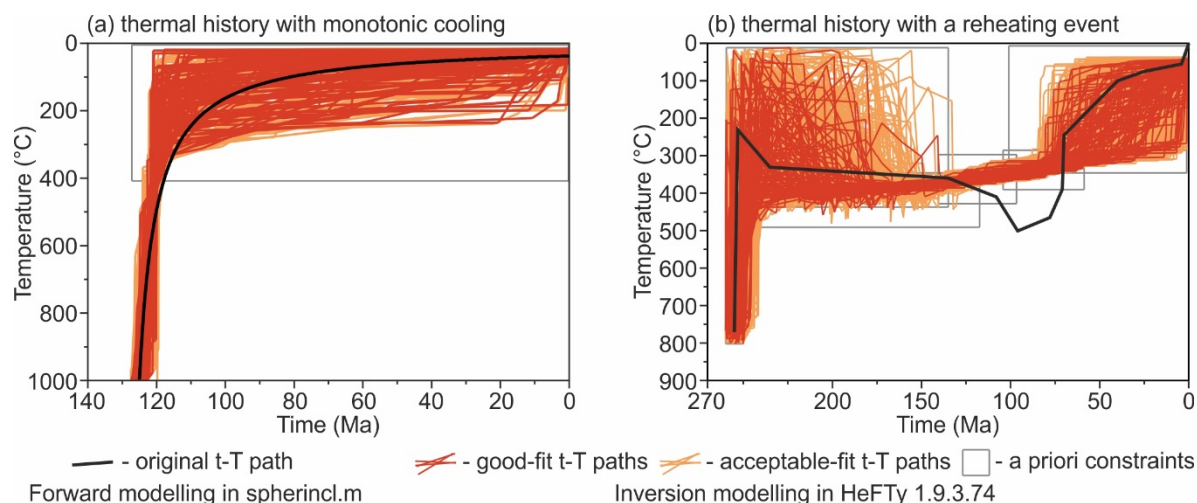 (a) thermal history with monotonic cooling
(b) thermal history with a reheating event
0
200
400
600
800
1000
Temperature (°C)
140 120 100 80 60 40 20 0
Time (Ma)
0
100
200
300
400
500
600
700
800
900
Temperature (°C)
270 200 150 100 50 0
Time (Ma)
- original t-T path - good-fit t-T paths - acceptable-fit t-T paths - a priori constraints
Forward modelling in spherincl.m Inversion modelling in HeFTy 1.9.3.74